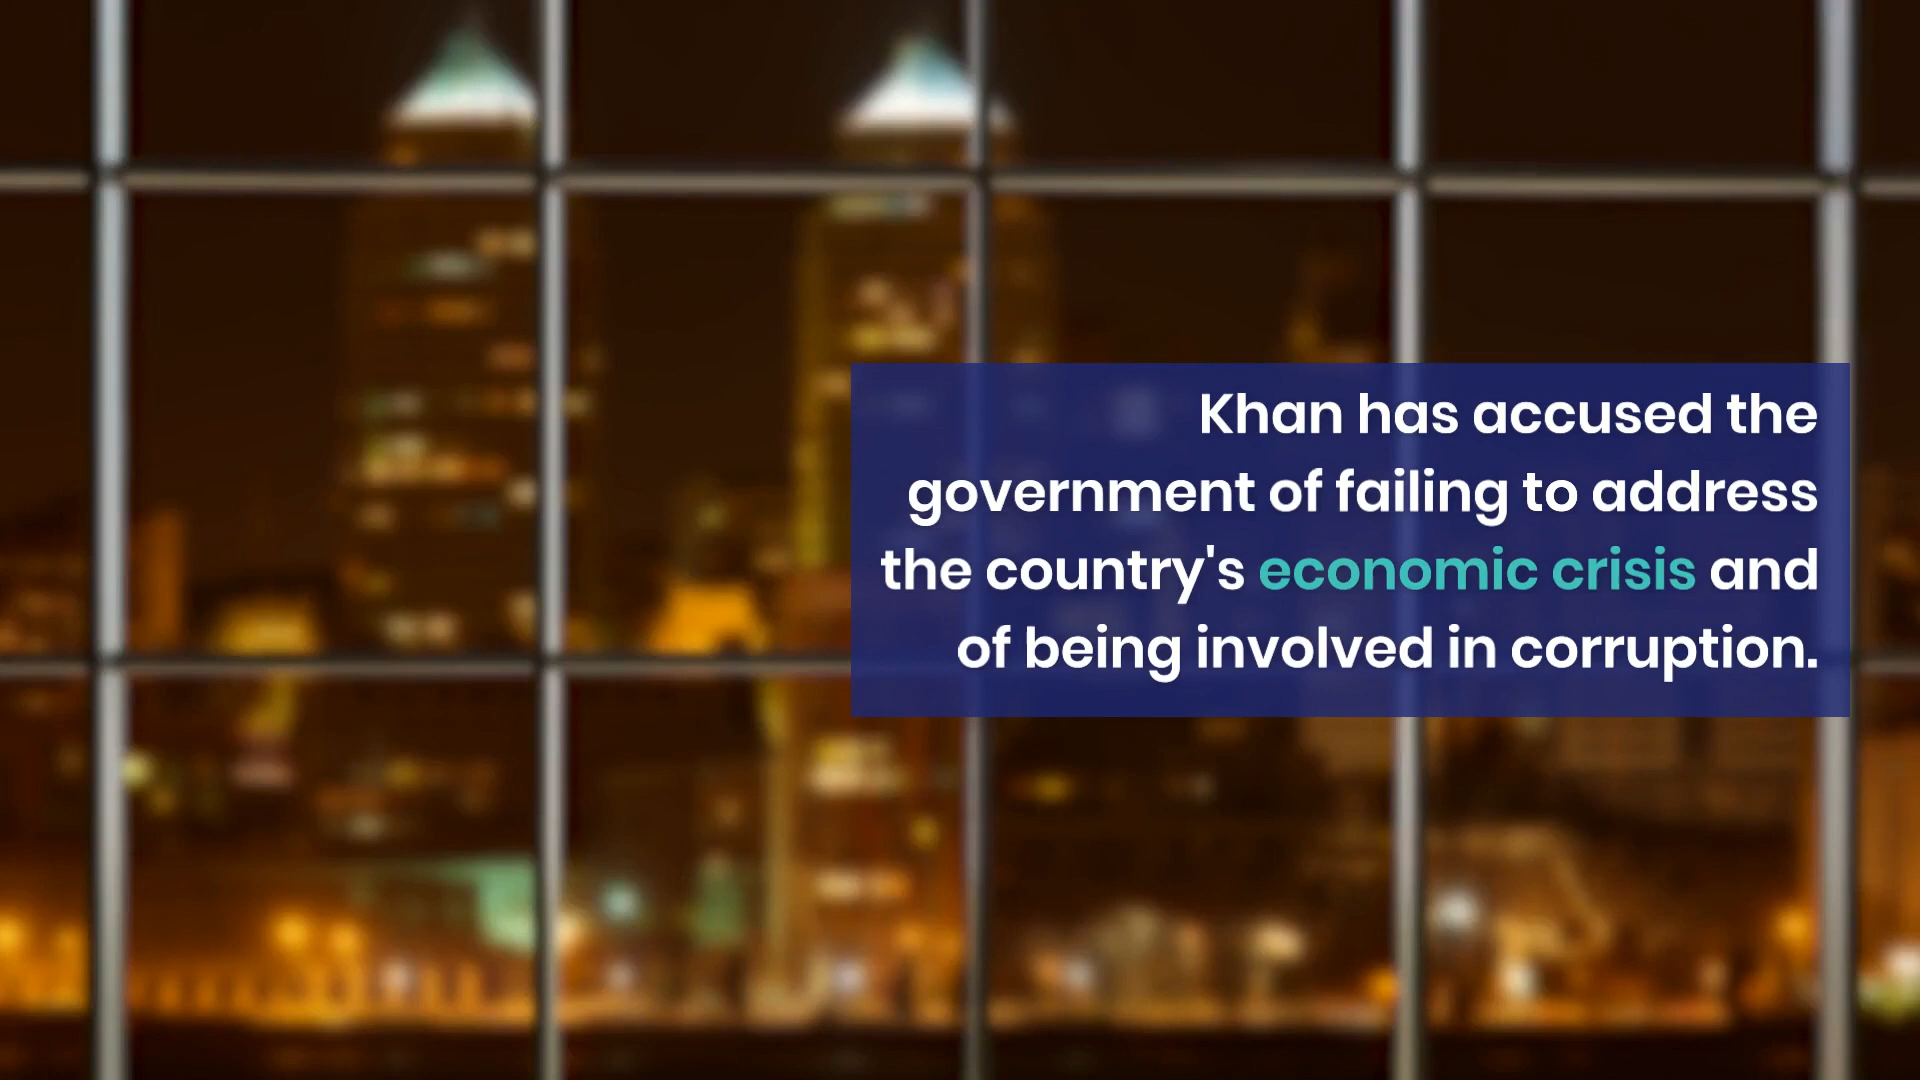 Khan has accused the
government of failing to address
the country's economic crisis and
of being involved in corruption.